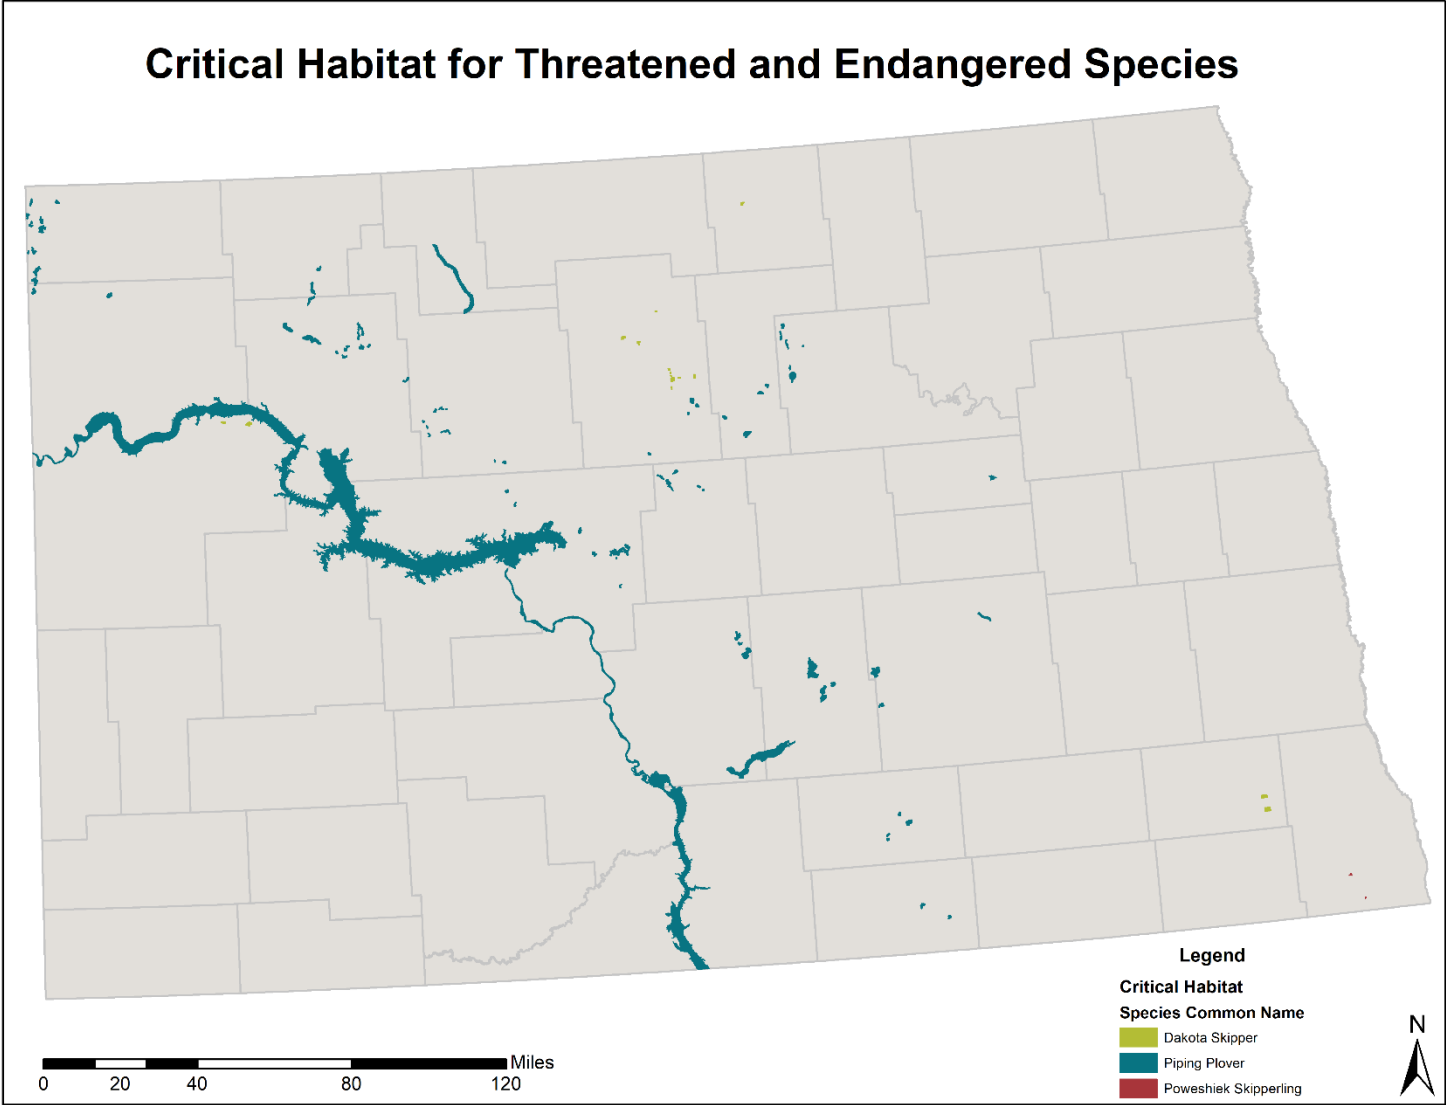 Critical Habitat for Threatened and Endangered Species
Legend
Critical Habitat
Species Common Name
Dakota Skipper
Piping Plover
Poweshiek Skipperling
N
Miles
0 20 40 80 120